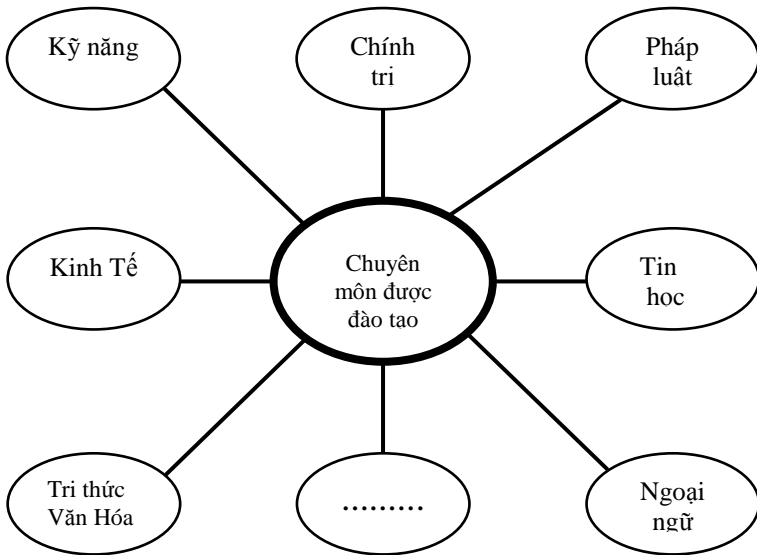 Kỹ năng
Chính
tri
Pháp
luât
Kinh Tế
Chuyên
môn được
đào tao
Tin
hoc
Tri thức
Văn Hóa
.........
Ngoại
ngữ